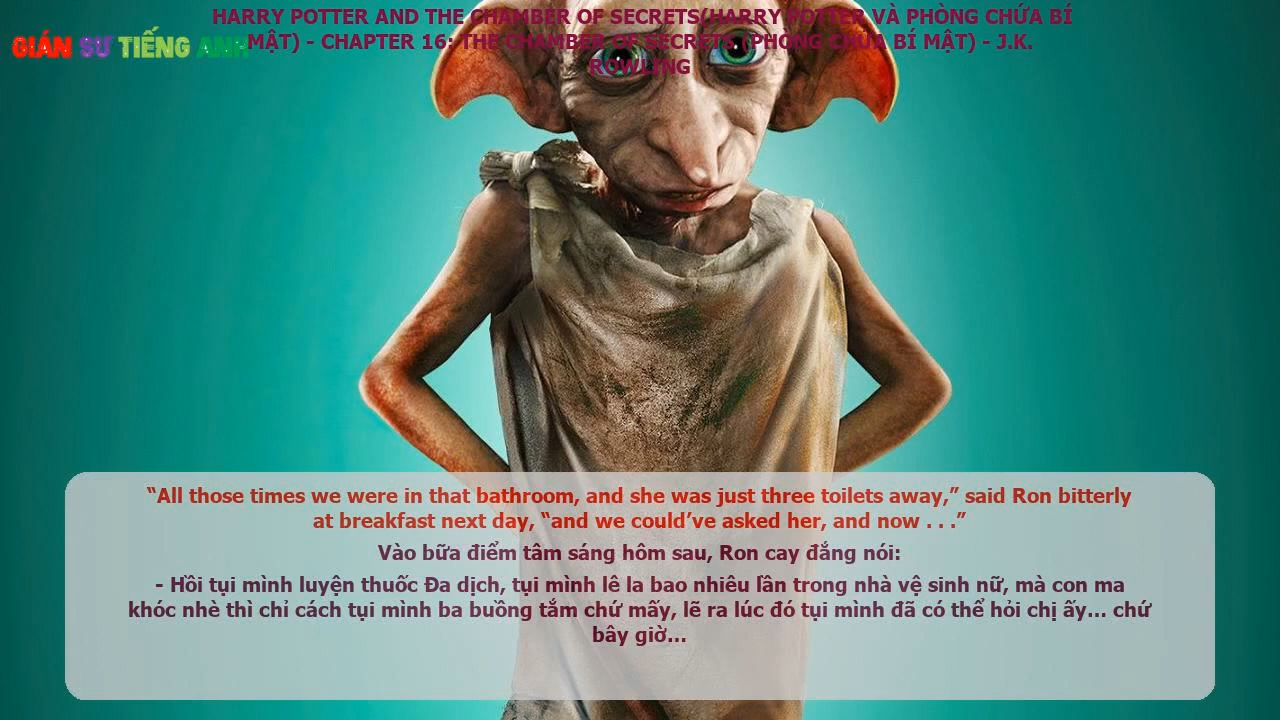 HARRY POTTER AND THE CHAMBER OF SECRETS(HARRY POTTER VÀ PHÒNG CHỨA BÍ
MẬT) - CHAPTER 16: THE CHAMBER OF SECRETS (PHÒNG CHỨA BÍ MẬT) - J.K.
ROWLING
GIÁN SƯ TIẾNG ANH
“All those times we were in that bathroom, and she was just three toilets away,” said Ron bitterly
at breakfast next day, “and we could’ve asked her, and now . . .”
Vào bữa điểm tâm sáng hôm sau, Ron cay đắng nói:
- Hồi tụi mình luyện thuốc Đa dịch, tụi mình lê la bao nhiêu lần trong nhà vệ sinh nữ, mà con ma
khóc nhè thì chỉ cách tụi mình ba buồng tắm chứ mấy, lẽ ra lúc đó tụi mình đã có thể hỏi chị ấy... chứ
bây giờ...